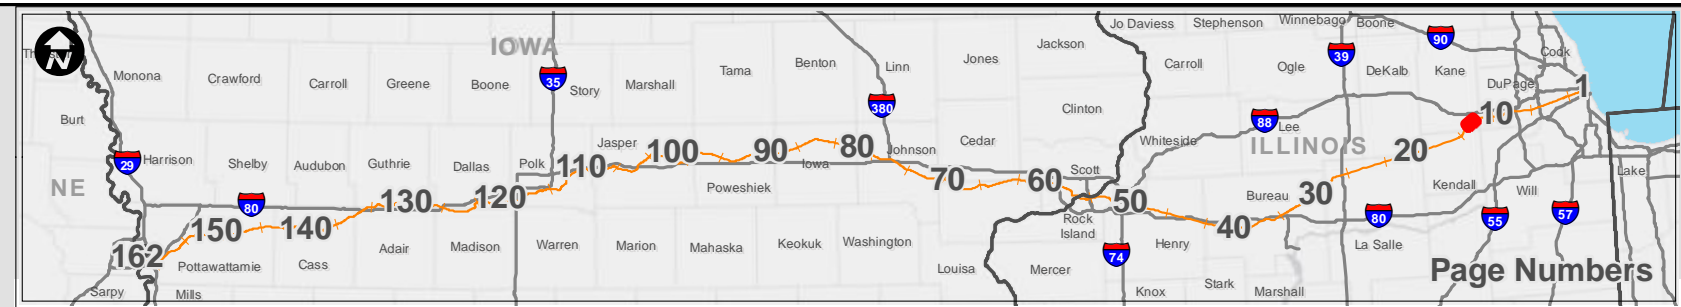 Jo Daviess Stephenson Winnebago Boone
N IOWA Jackson 39 90 Cook
Monona Crawford Carroll Greene Boone 35 Story Marshall Tama Benton Linn Jones Carroll Ogle DeKalb Kane DuPage 1
Burt 380 Clinton 88 Lee 10
29 Harrison Shelby Audubon Guthrie Dallas Polk Jasper 110 100 90 80 Johnson Cedar Whiteside ILLINOIS 20
NE Iowa Scott Lake
80 130 120 Poweshiek 70 60 50 Bureau 30 Kendall Will
150 140 Rock Island 40 80 55 57
162 Adair Madison Warren Marion Mahaska Keokuk Washington 74 Henry La Salle
Pottawattamie Cass Louisa Mercer Stark Page Numbers
Sarpy Mills Knox Marshall